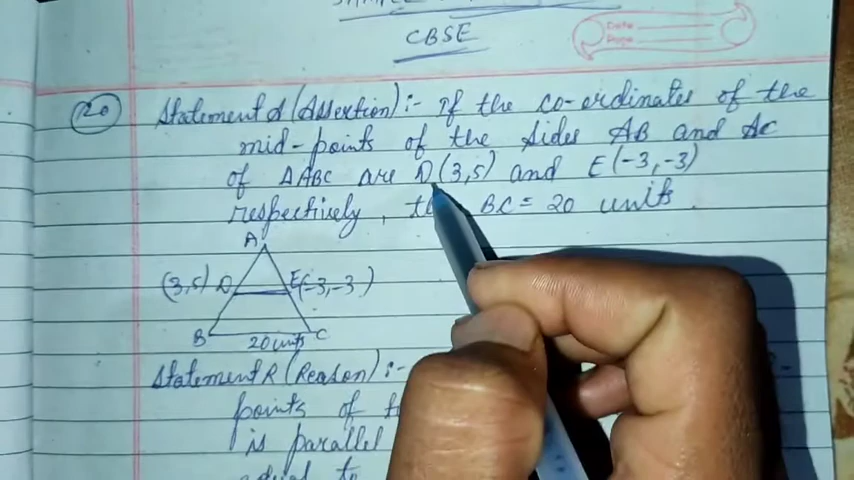 CBSE
Date
Page
20 Statement A (Assertion) :- If the co-ordinates of the
mid-points of the sides AB and AC
of ΔABC are D(3,5) and E(-3,-3)
respectively, BC = 20 units.
A
(3,5) D E(-3,-3)
B 20 units C
Statement R (Reason) :-
points of
is parallel
equal to